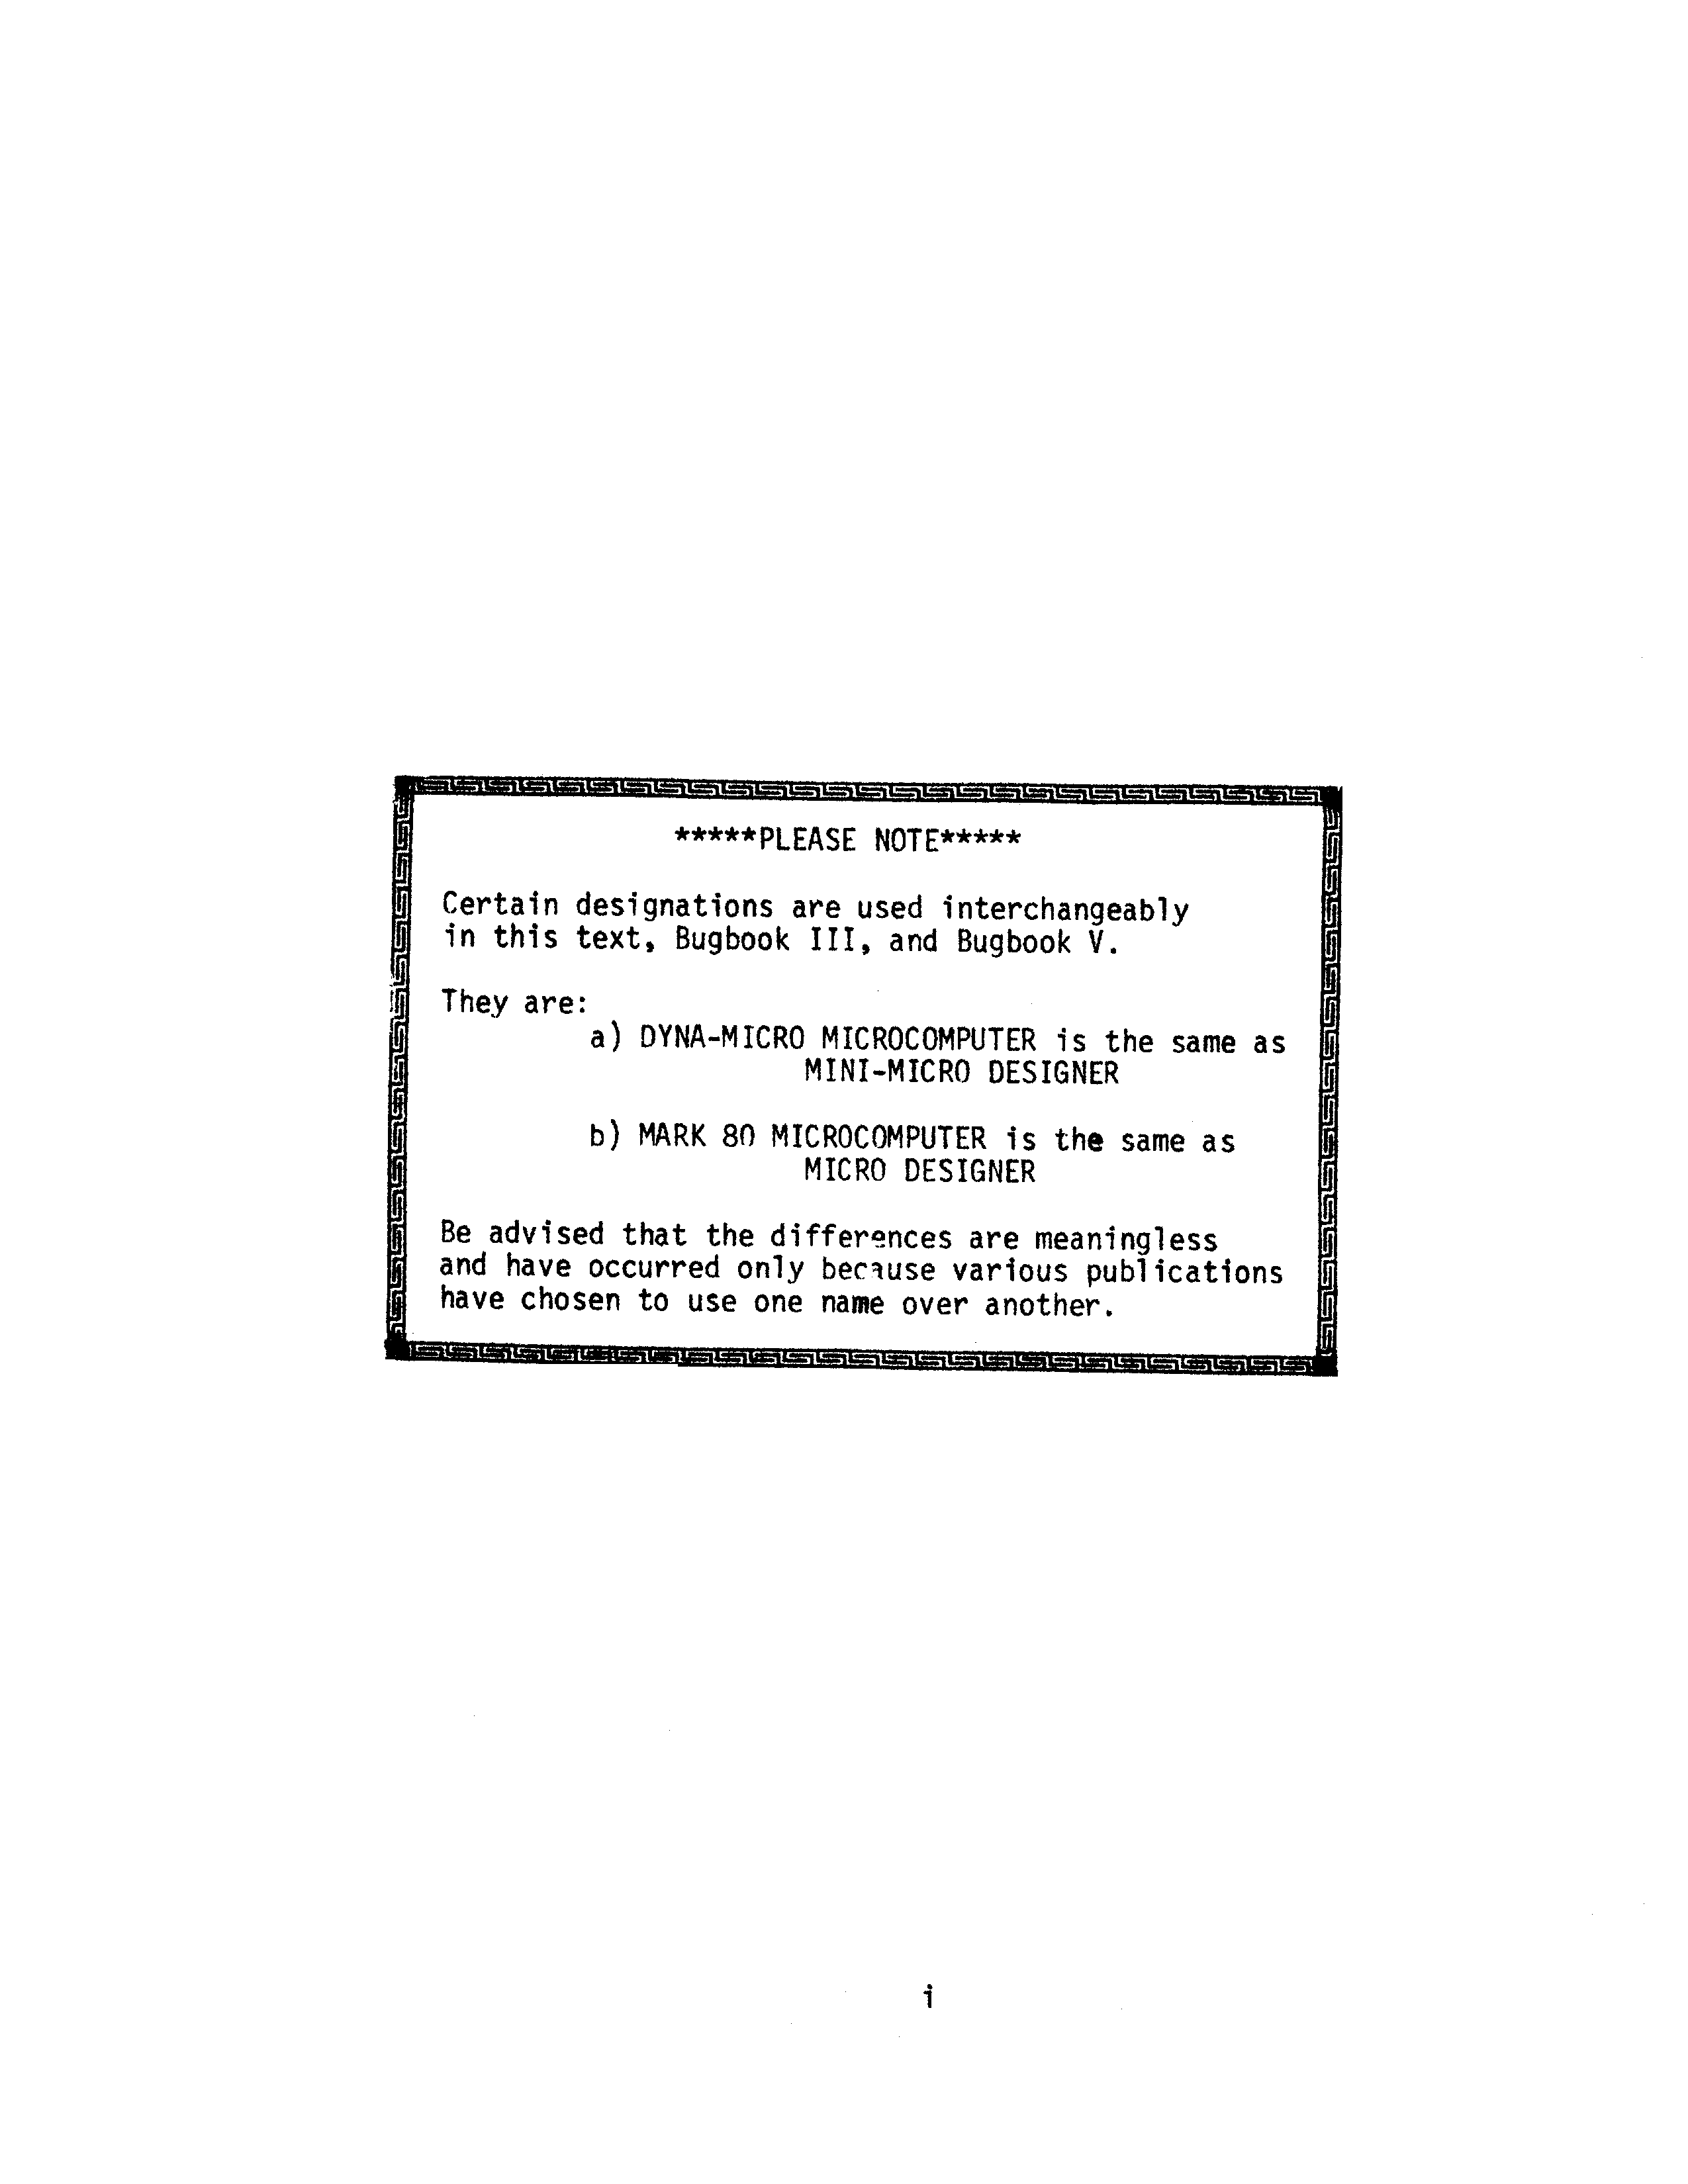 *****PLEASE NOTE*****
Certain designations are used interchangeably
in this text, Bugbook III, and Bugbook V.
They are:
a) DYNA-MICRO MICROCOMPUTER is the same as
MINI-MICRO DESIGNER
b) MARK 80 MICROCOMPUTER is the same as
MICRO DESIGNER
Be advised that the differences are meaningless
and have occurred only because various publications
have chosen to use one name over another.
i